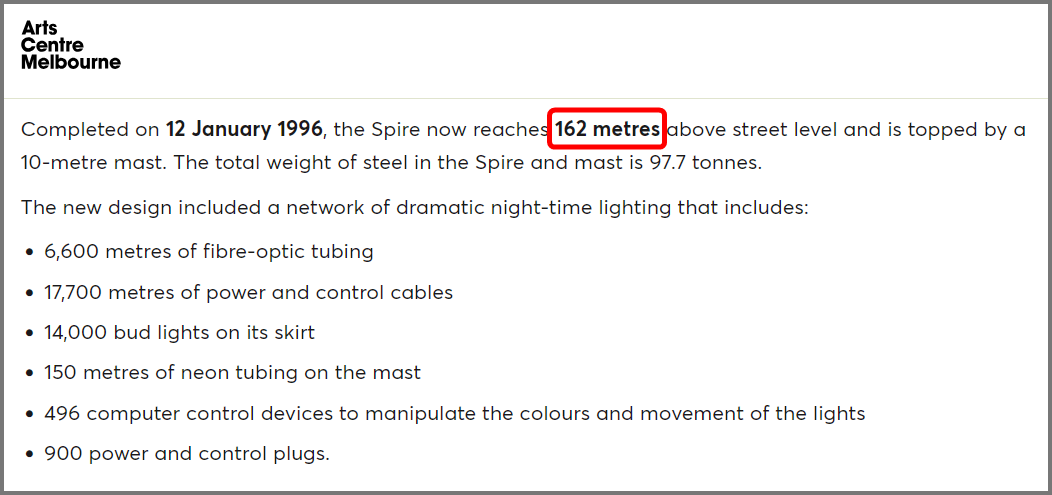 Arts
Centre
Melbourne
Completed on 12 January 1996, the Spire now reaches 162 metres above street level and is topped by a
10-metre mast. The total weight of steel in the Spire and mast is 97.7 tonnes.
The new design included a network of dramatic night-time lighting that includes:
• 6,600 metres of fibre-optic tubing
• 17,700 metres of power and control cables
• 14,000 bud lights on its skirt
• 150 metres of neon tubing on the mast
• 496 computer control devices to manipulate the colours and movement of the lights
• 900 power and control plugs.